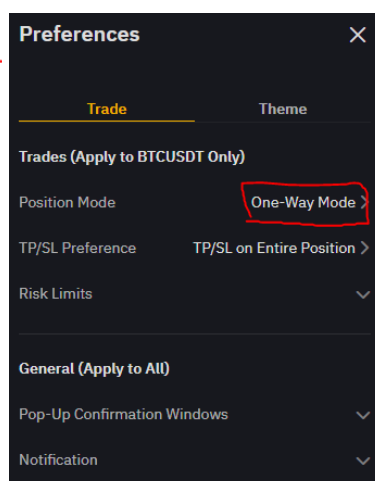 Preferences
Trade Theme
Trades (Apply to BTCUSDT Only)
Position Mode One-Way Mode
TP/SL Preference TP/SL on Entire Position
Risk Limits
General (Apply to All)
Pop-Up Confirmation Windows
Notification